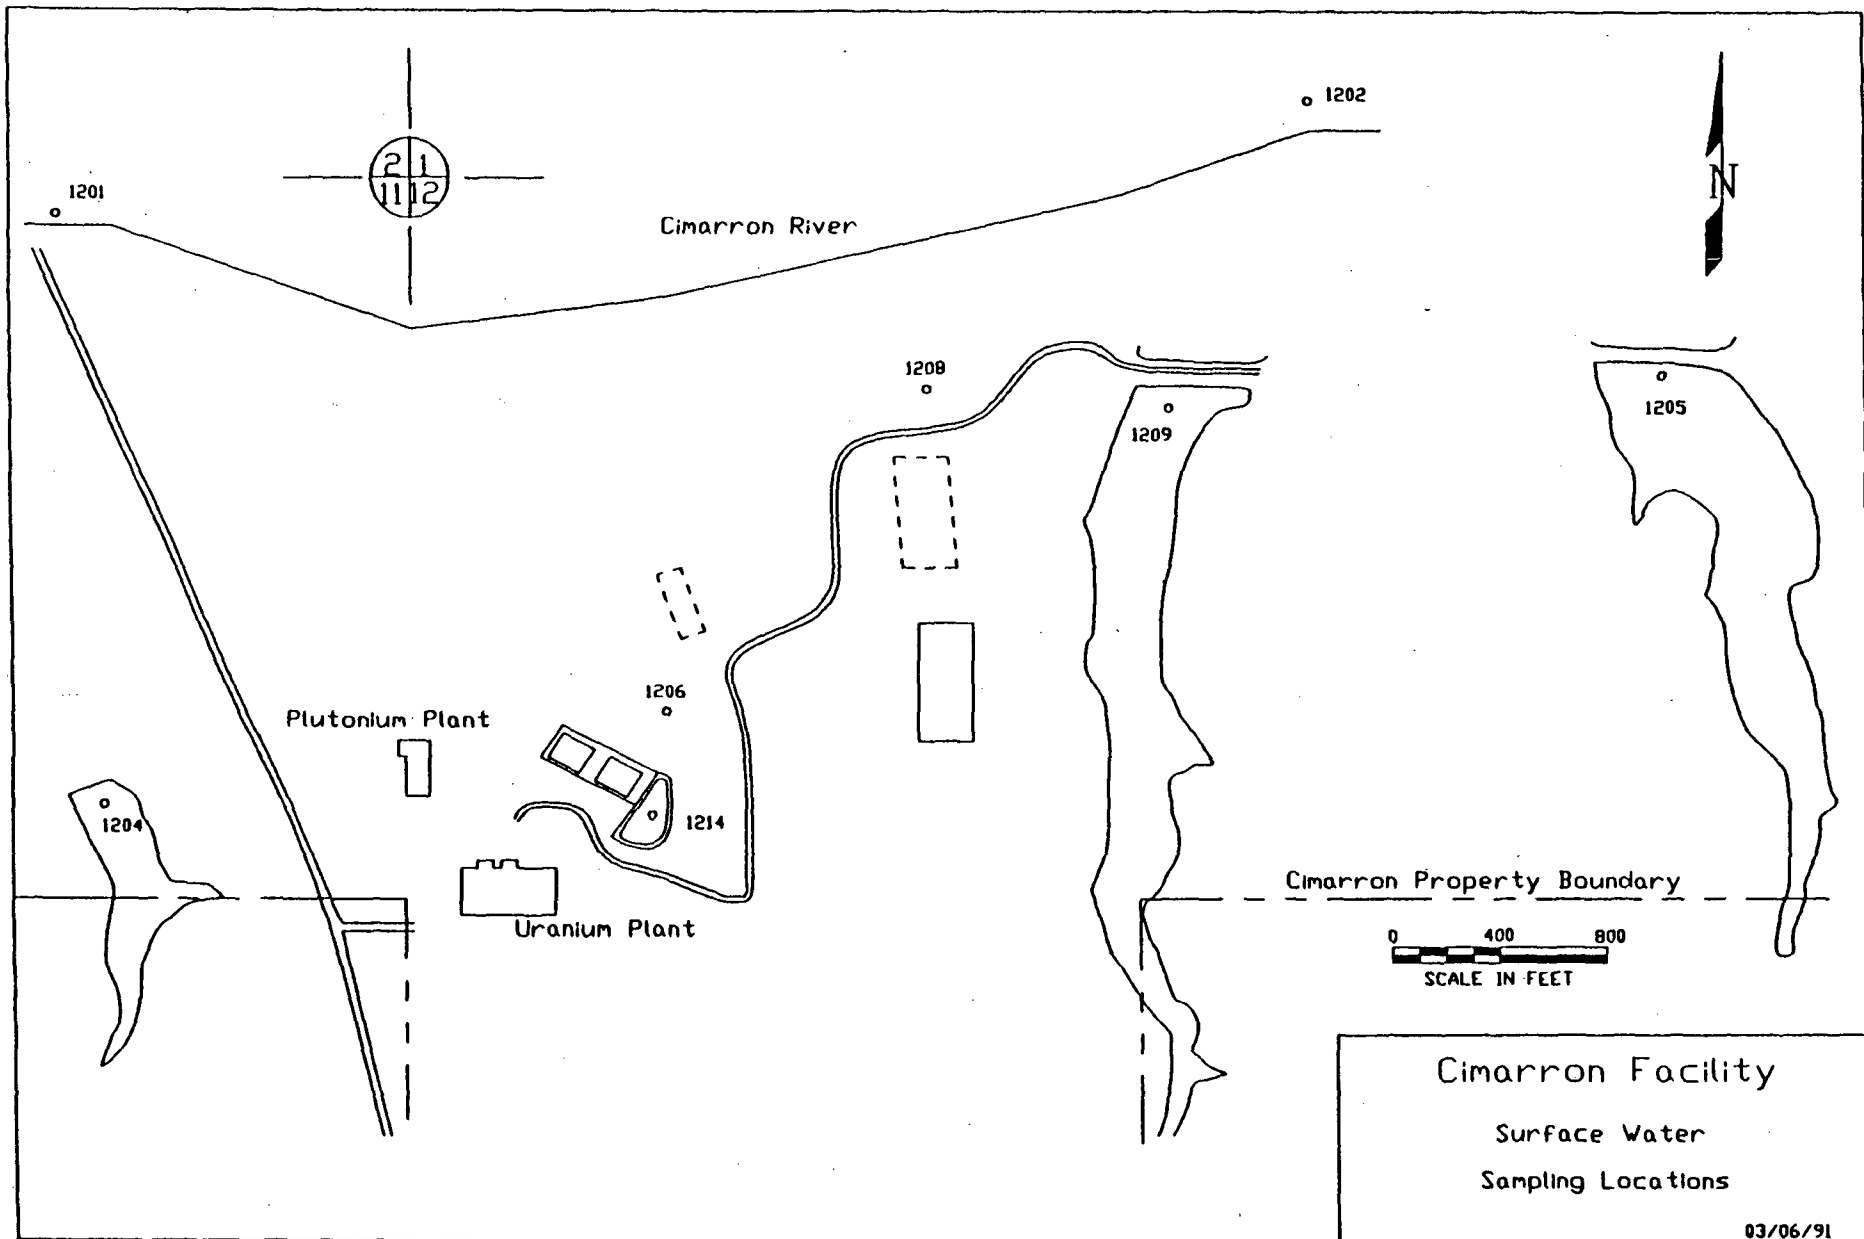 1202
2 1
11 12
1201
N
Cimarron River
1208
1205
1209
1206
Plutonium Plant
1204
1214
Cimarron Property Boundary
Uranium Plant
0 400 800
SCALE IN FEET
Cimarron Facility
Surface Water
Sampling Locations
03/06/91